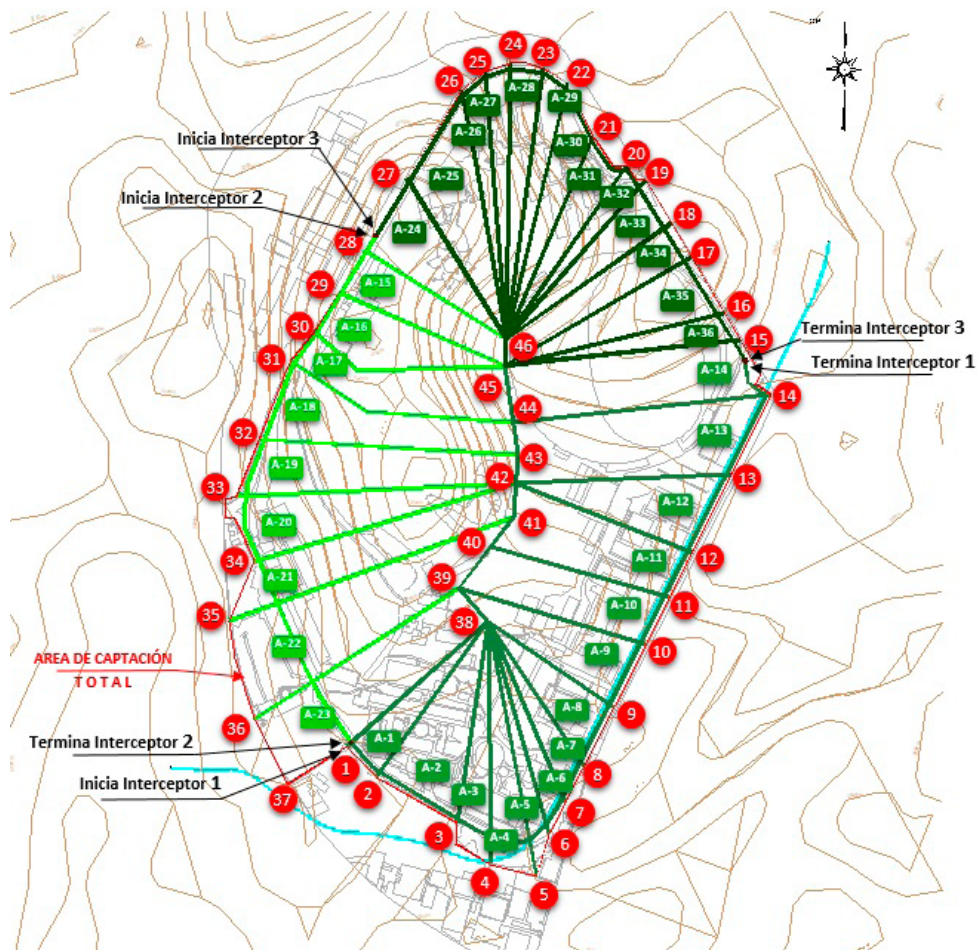 24
25
23
22
26
A-28
A-27
A-29
21
A-26
Inicia Interceptor 3
A-30
20
27
19
A-25
A-31
Inicia Interceptor 2
A-32
18
A-33
A-24
28
A-34
17
29
A-15
A-35
16
30
A-16
A-36
Termina Interceptor 3
15
46
31
A-17
Termina Interceptor 1
A-14
45
14
A-18
44
32
A-13
43
A-19
42
13
33
A-12
A-20
41
40
12
34
A-11
A-21
39
11
35
A-10
38
A-22
A-9
10
AREA DE CAPTACIÓN
TOTAL
A-8
9
36
A-23
A-1
Termina Interceptor 2
A-7
1
A-2
8
Inicia Interceptor 1
37
2
A-6
A-3
A-5
7
3
A-4
6
4
5